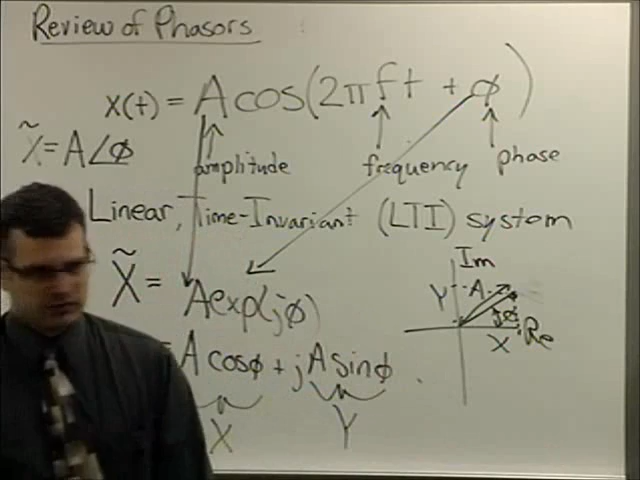 Review of Phasors
x(t) = A cos(2πft + ϕ)
X̃ = A∠ϕ
amplitude
frequency
phase
Linear, Time-Invariant (LTI) system
X̃ = A exp(jϕ)
= A cosϕ + jA sinϕ
X
Y
Im
Y
A
ϕ
X
Re